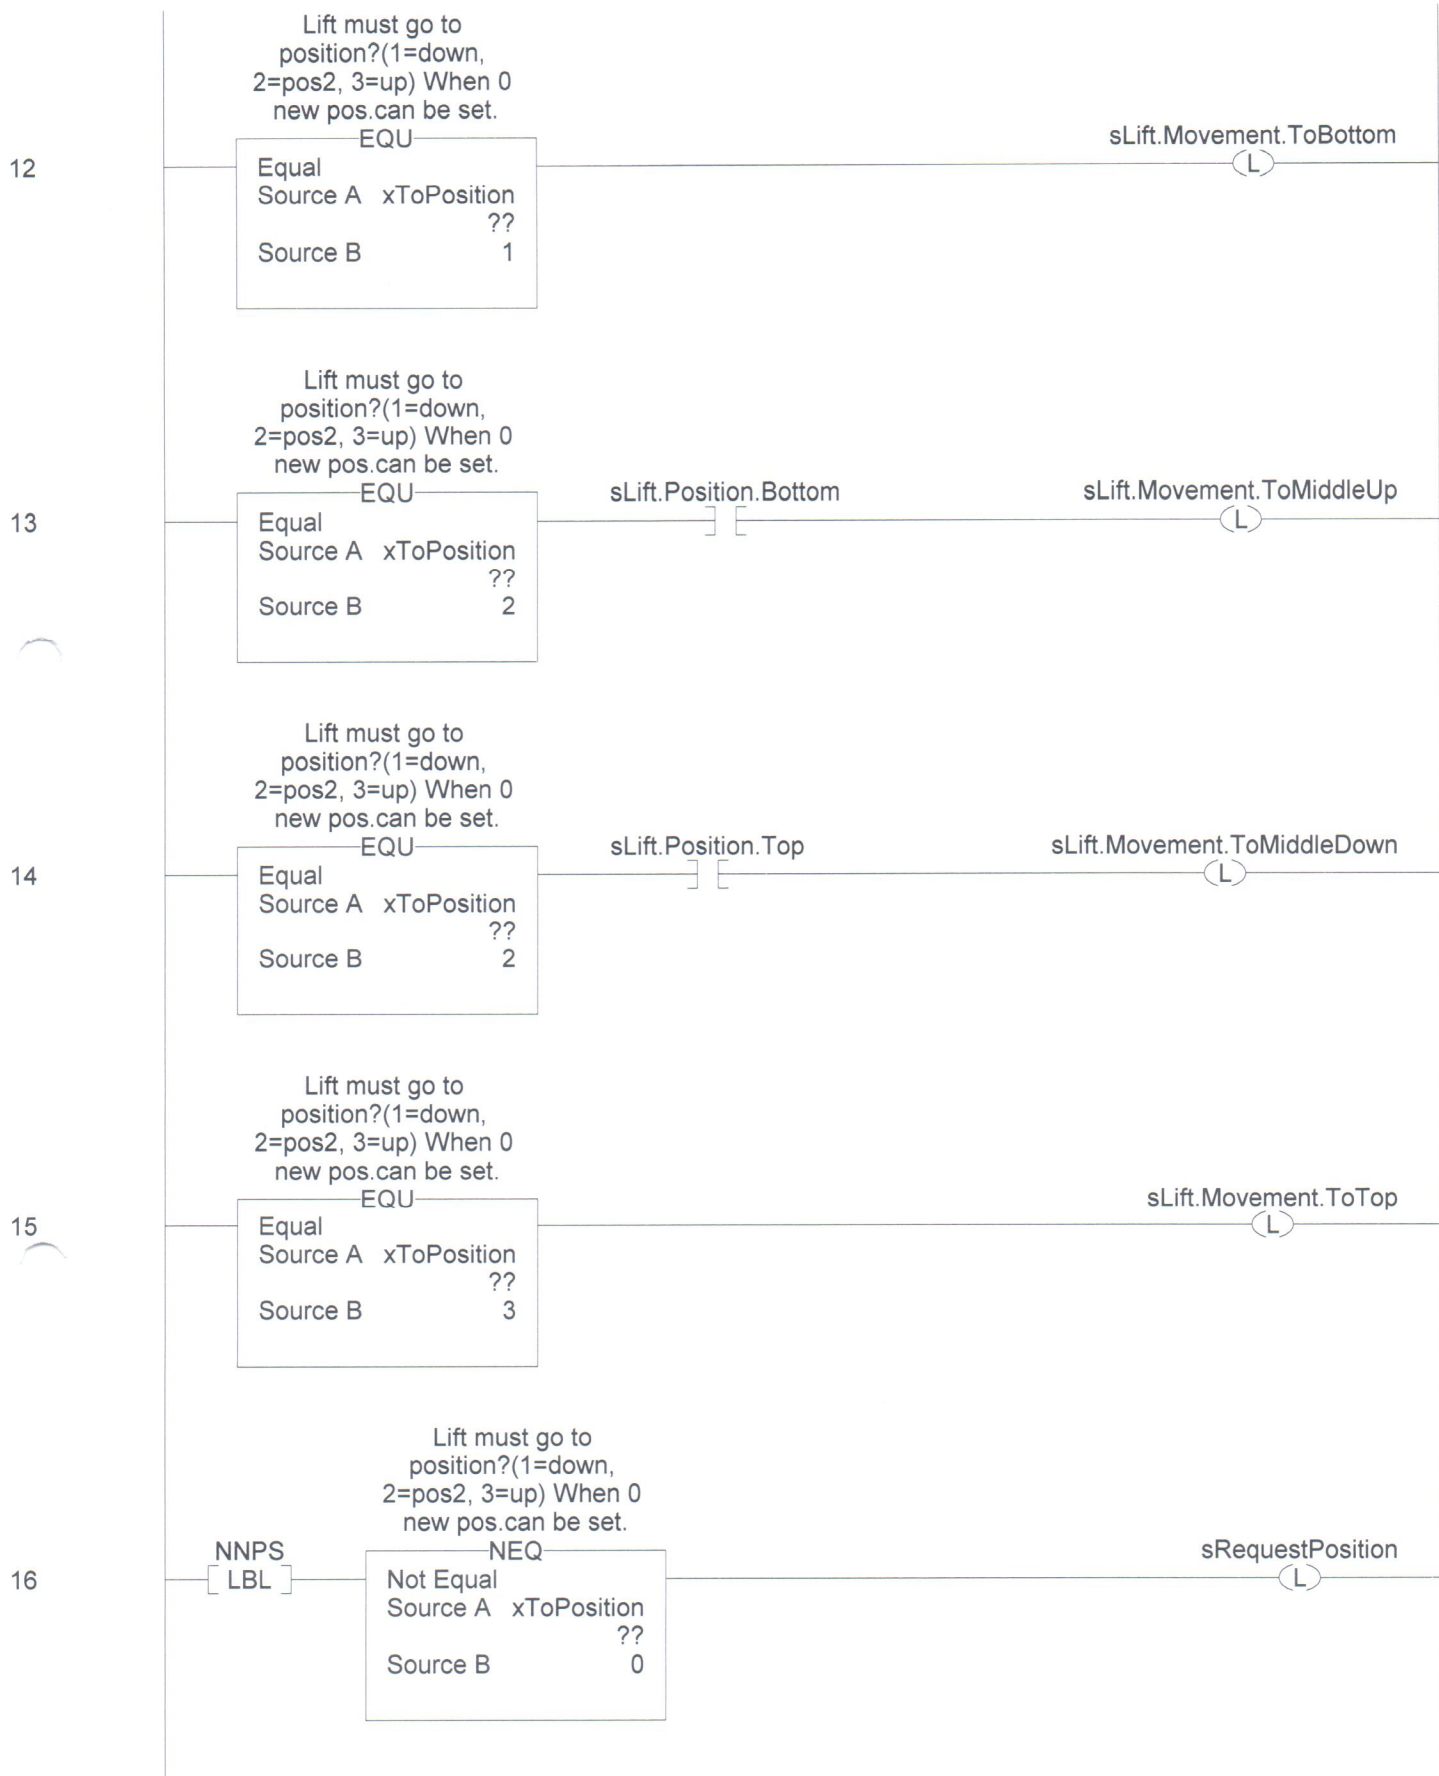 Lift must go to
position?(1=down,
2=pos2, 3=up) When 0
new pos.can be set.
EQU
sLift.Movement.ToBottom
12
Equal
L
Source A xToPosition
??
Source B 1
Lift must go to
position?(1=down,
2=pos2, 3=up) When 0
new pos.can be set.
EQU
sLift.Position.Bottom
sLift.Movement.ToMiddleUp
13
Equal
L
Source A xToPosition
??
Source B 2
Lift must go to
position?(1=down,
2=pos2, 3=up) When 0
new pos.can be set.
EQU
sLift.Position.Top
sLift.Movement.ToMiddleDown
14
Equal
L
Source A xToPosition
??
Source B 2
Lift must go to
position?(1=down,
2=pos2, 3=up) When 0
new pos.can be set.
EQU
sLift.Movement.ToTop
15
Equal
L
Source A xToPosition
??
Source B 3
Lift must go to
position?(1=down,
2=pos2, 3=up) When 0
new pos.can be set.
NNPS
NEQ
sRequestPosition
16
LBL
Not Equal
L
Source A xToPosition
??
Source B 0